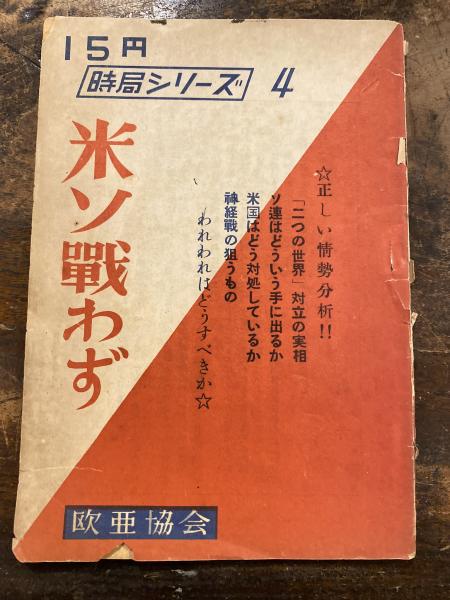 15円
時局シリーズ 4
米ソ戰わず
☆正しい情勢分析!!
「二つの世界」対立の実相
ソ連はどういう手に出るか
米国はどう対処しているか
神経戰の狙うもの
われわれはどうすべきか☆
欧亜協会